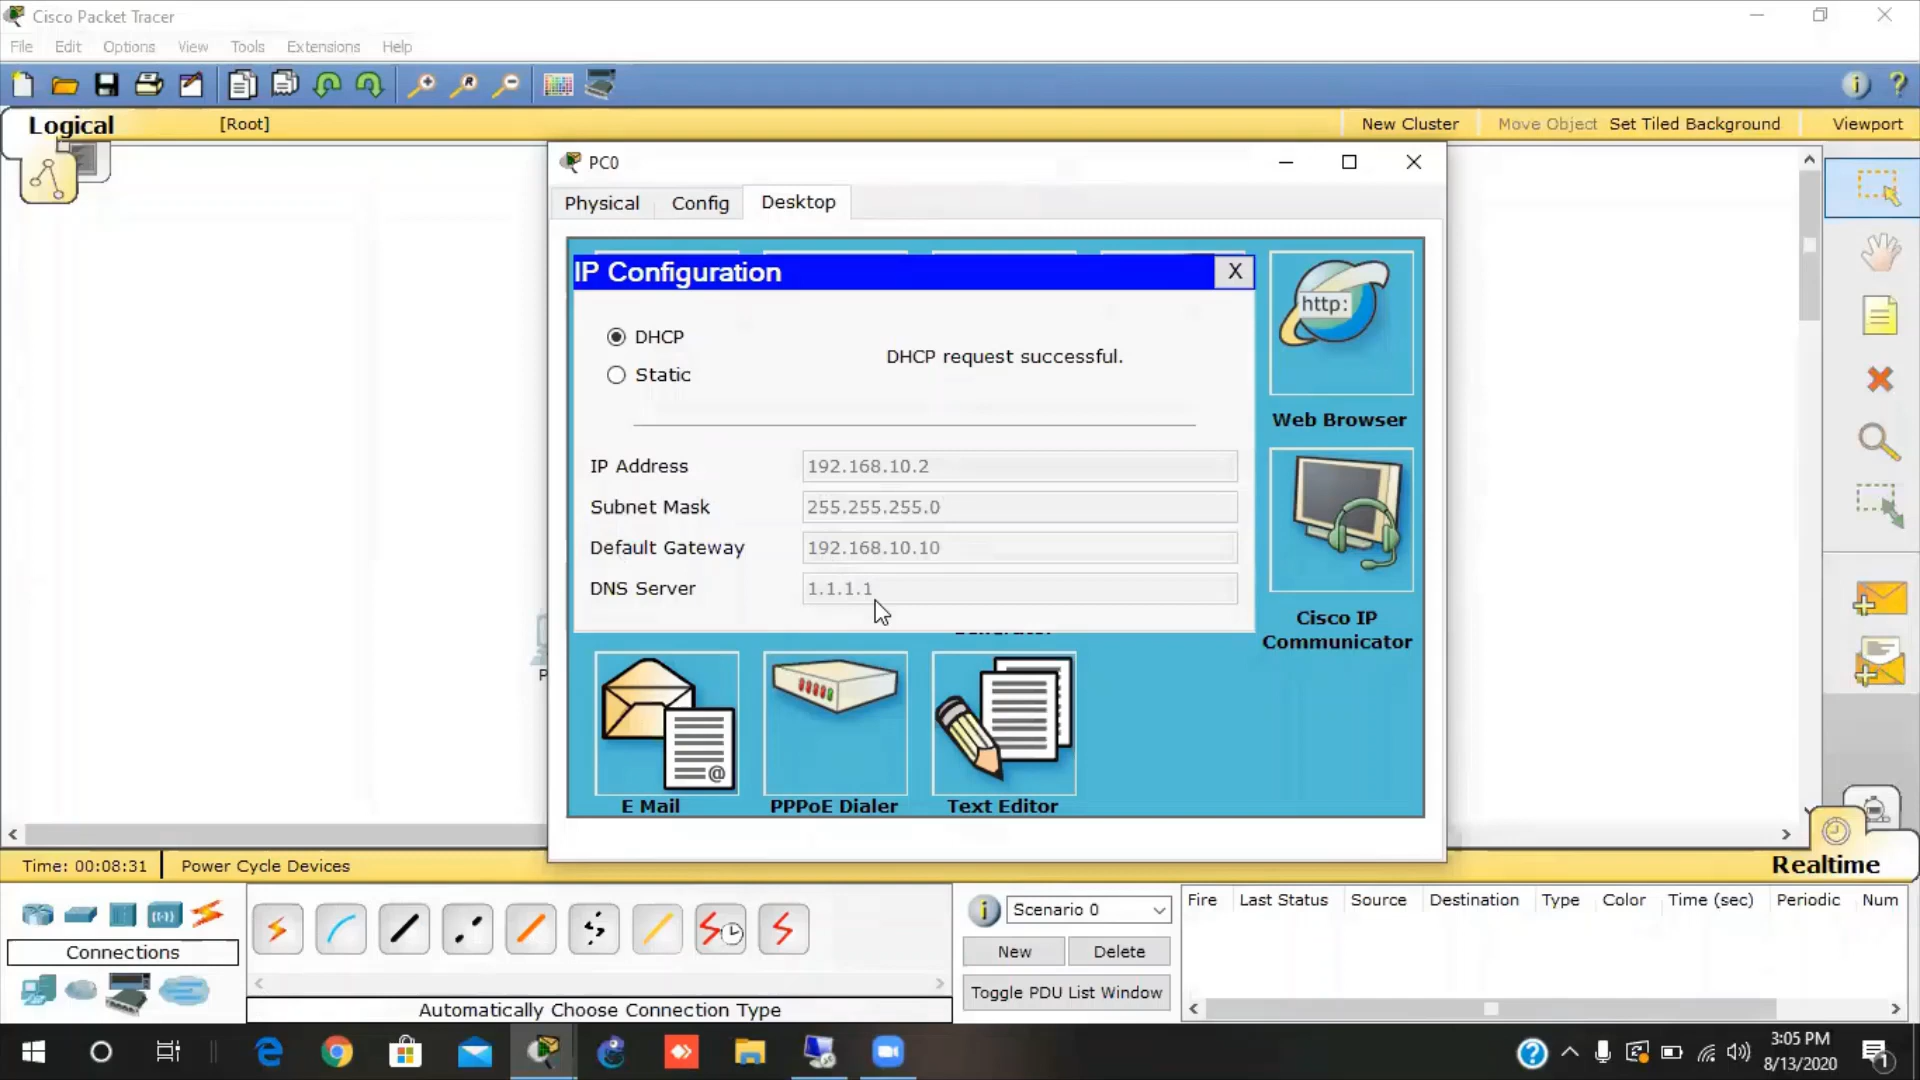 Cisco Packet Tracer
File Edit Options View Tools Extensions Help
Logical [Root] New Cluster Move Object Set Tiled Background Viewport
PC0
Physical Config Desktop
IP Configuration X
http:
DHCP
DHCP request successful.
Static
Web Browser
IP Address 192.168.10.2
Subnet Mask 255.255.255.0
Default Gateway 192.168.10.10
DNS Server 1.1.1.1
Cisco IP
Communicator
@
E Mail PPPoE Dialer Text Editor
Time: 00:08:31 Power Cycle Devices Realtime
Scenario 0 Fire Last Status Source Destination Type Color Time (sec) Periodic Num
Connections New Delete
Toggle PDU List Window
Automatically Choose Connection Type
3:05 PM
8/13/2020
1